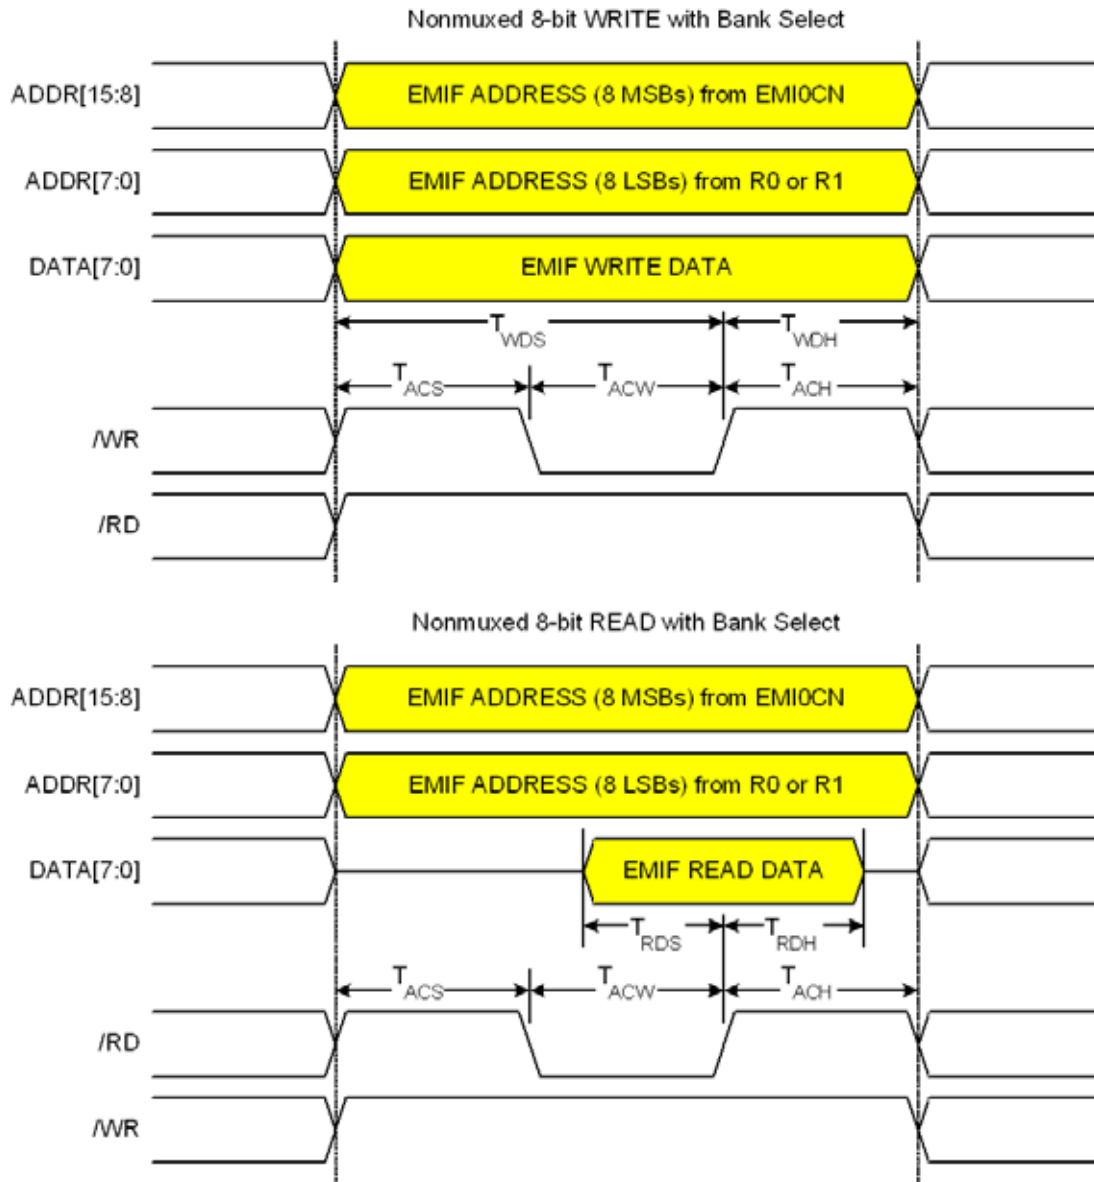 Nonmuxed 8-bit WRITE with Bank Select
ADDR[15:8]
EMIF ADDRESS (8 MSBs) from EMI0CN
ADDR[7:0]
EMIF ADDRESS (8 LSBs) from R0 or R1
DATA[7:0]
EMIF WRITE DATA
TWDS TWDH
TACS TACW TACH
/WR
/RD
Nonmuxed 8-bit READ with Bank Select
ADDR[15:8]
EMIF ADDRESS (8 MSBs) from EMI0CN
ADDR[7:0]
EMIF ADDRESS (8 LSBs) from R0 or R1
DATA[7:0]
EMIF READ DATA
TRDS TRDH
TACS TACW TACH
/RD
/WR